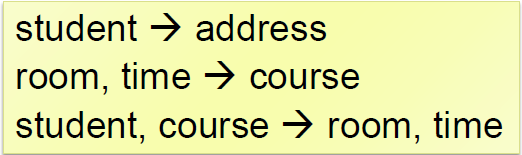 student → address
room, time → course
student, course → room, time